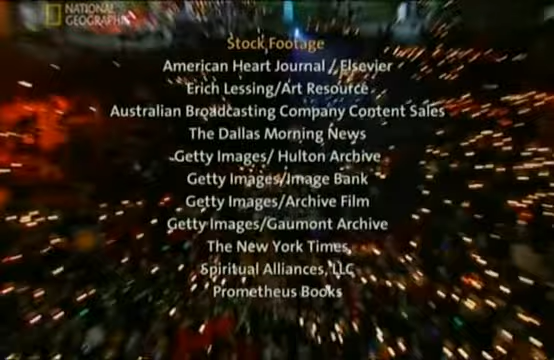 NATIONAL
GEOGRAPHIC
Stock Footage
American Heart Journal / Elsevier
Erich Lessing/Art Resource
Australian Broadcasting Company Content Sales
The Dallas Morning News
Getty Images/ Hulton Archive
Getty Images/Image Bank
Getty Images/Archive Film
Getty Images/Gaumont Archive
The New York Times,
Spiritual Alliances, LLC
Prometheus Books